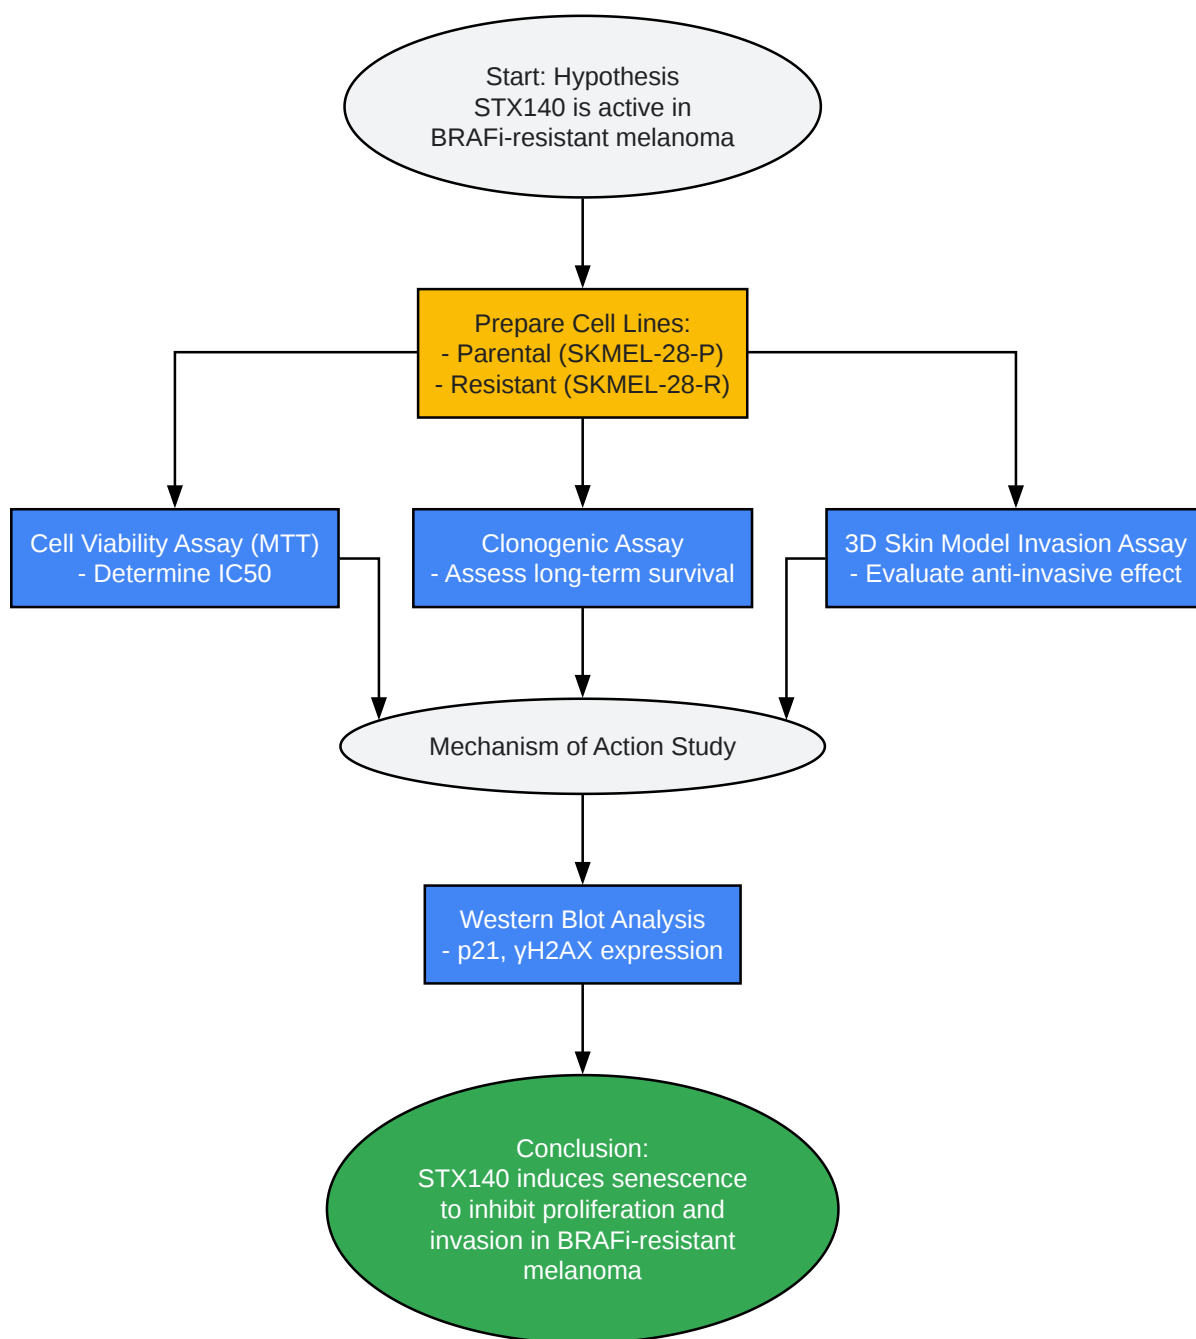 Start: Hypothesis
STX140 is active in
BRAFi-resistant melanoma
Prepare Cell Lines:
- Parental (SKMEL-28-P)
- Resistant (SKMEL-28-R)
Cell Viability Assay (MTT)
- Determine IC50
Clonogenic Assay
- Assess long-term survival
3D Skin Model Invasion Assay
- Evaluate anti-invasive effect
Mechanism of Action Study
Western Blot Analysis
- p21, γH2AX expression
Conclusion:
STX140 induces senescence
to inhibit proliferation and
invasion in BRAFi-resistant
melanoma